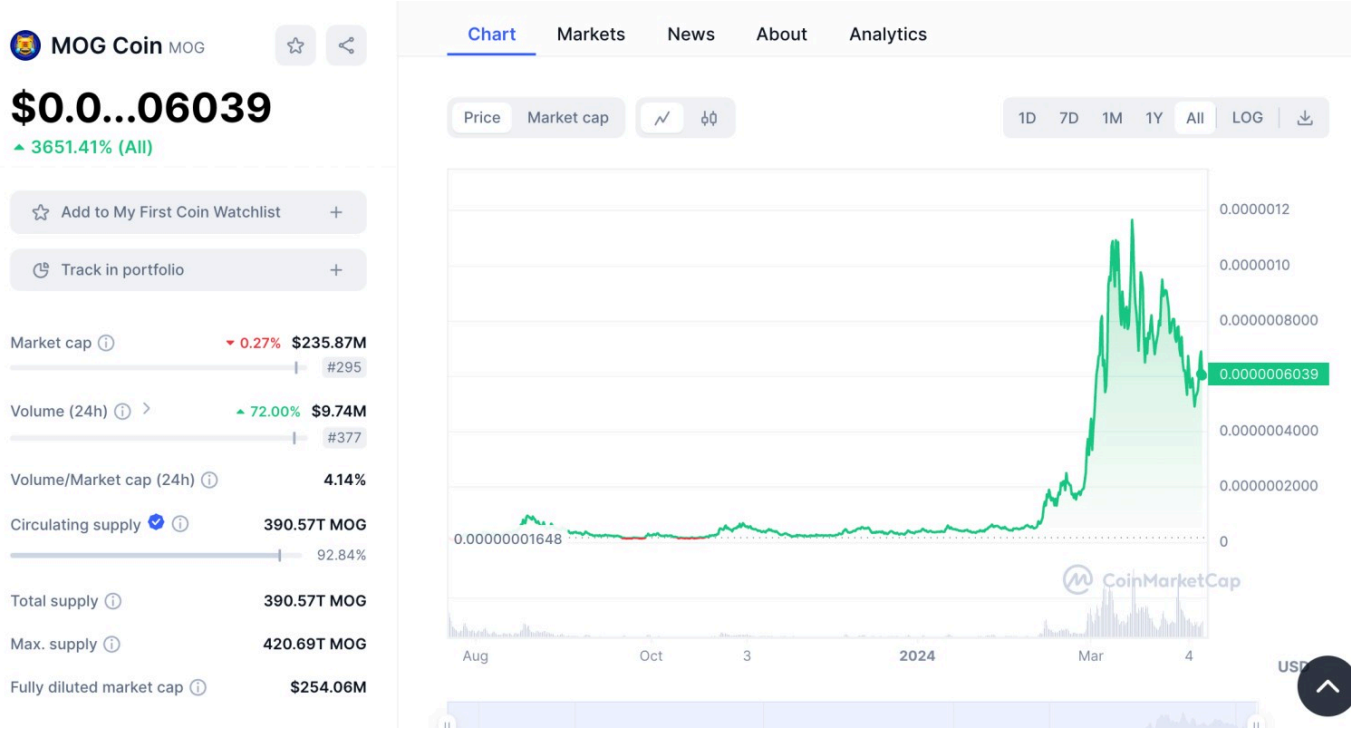 MOG Coin MOG
$0.0...06039
3651.41% (All)
Add to My First Coin Watchlist +
Track in portfolio +
Market cap 0.27% $235.87M
#295
Volume (24h) 72.00% $9.74M
#377
Volume/Market cap (24h) 4.14%
Circulating supply 390.57T MOG
92.84%
Total supply 390.57T MOG
Max. supply 420.69T MOG
Fully diluted market cap $254.06M
Chart Markets News About Analytics
Price Market cap
1D 7D 1M 1Y All LOG
0.0000012
0.0000010
0.0000008000
0.0000006039
0.0000004000
0.0000002000
0
0.00000001648
CoinMarketCap
Aug Oct 3 2024 Mar 4
USD